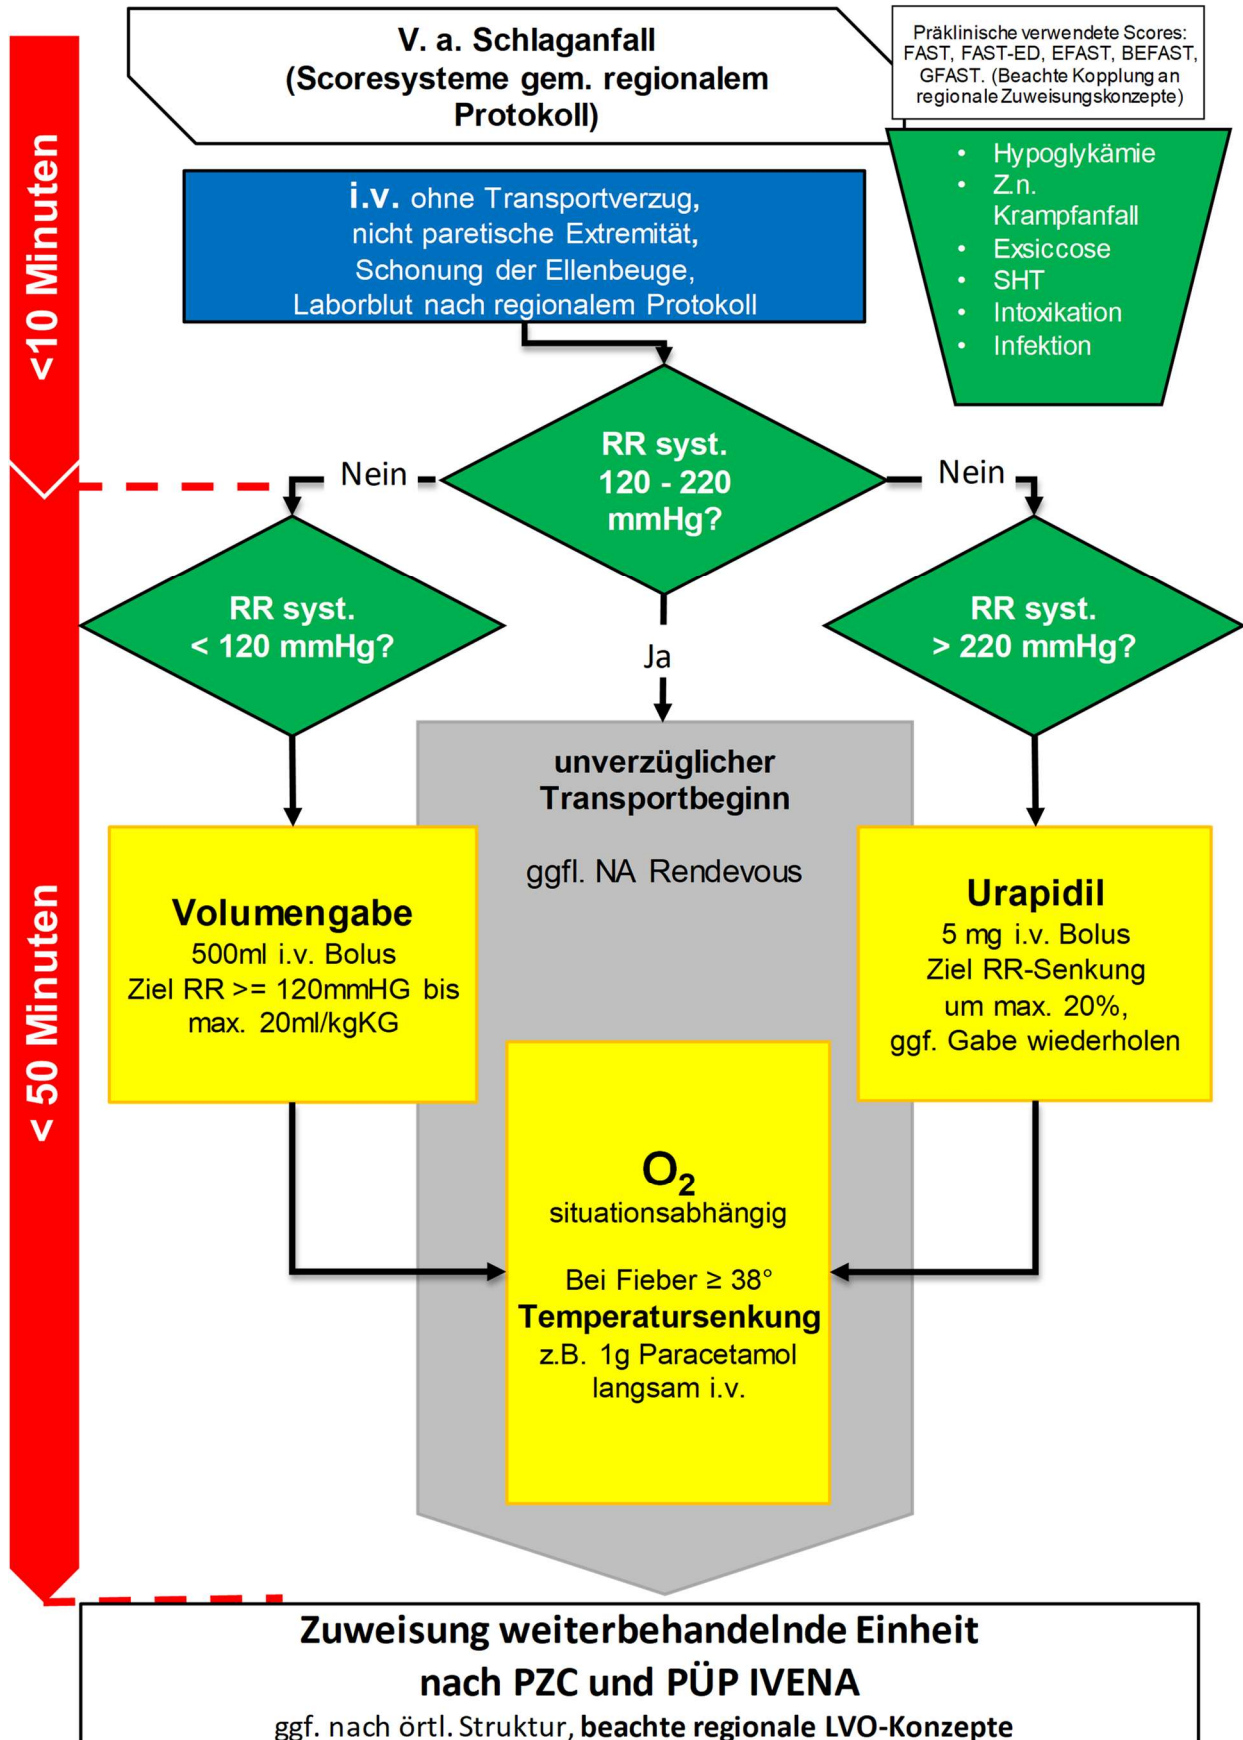 V. a. Schlaganfall
(Scoresysteme gem. regionalem
Protokoll)
Präklinische verwendete Scores:
FAST, FAST-ED, EFAST, BEFAST,
GFAST. (Beachte Kopplung an
regionale Zuweisungskonzepte)
• Hypoglykämie
• Z.n.
Krampfanfall
• Exsiccose
• SHT
• Intoxikation
• Infektion
<10 Minuten
i.v. ohne Transportverzug,
nicht paretische Extremität,
Schonung der Ellenbeuge,
Laborblut nach regionalem Protokoll
RR syst.
120 - 220
mmHg?
Nein
Nein
Ja
RR syst.
< 120 mmHg?
RR syst.
> 220 mmHg?
< 50 Minuten
unverzüglicher
Transportbeginn
ggfl. NA Rendevous
Volumengabe
500ml i.v. Bolus
Ziel RR >= 120mmHG bis
max. 20ml/kgKG
Urapidil
5 mg i.v. Bolus
Ziel RR-Senkung
um max. 20%,
ggf. Gabe wiederholen
O₂
situationsabhängig
Bei Fieber ≥ 38°
Temperatursenkung
z.B. 1g Paracetamol
langsam i.v.
Zuweisung weiterbehandelnde Einheit
nach PZC und PÜP IVENA
ggf. nach örtl. Struktur, beachte regionale LVO-Konzepte